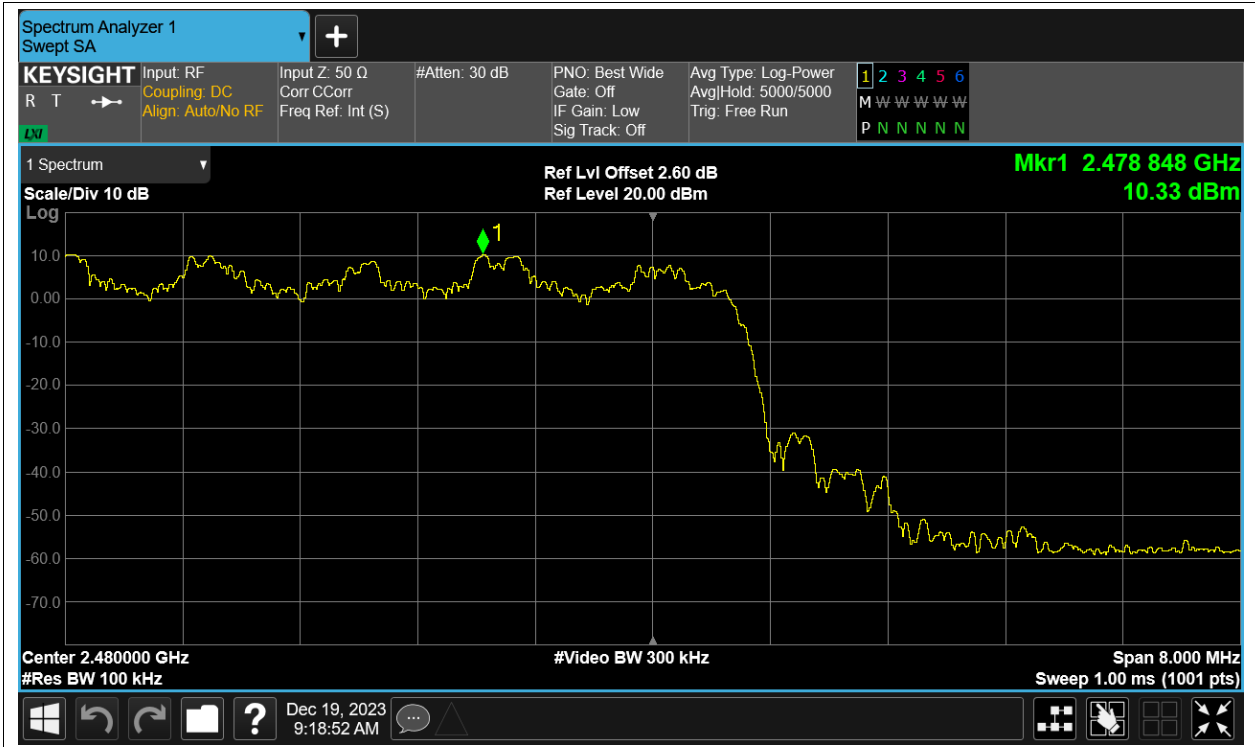 Spectrum Analyzer 1
Swept SA
KEYSIGHT
R T
LXI
Input: RF
Coupling: DC
Align: Auto/No RF
Input Z: 50 Ω
Corr CCorr
Freq Ref: Int (S)
#Atten: 30 dB
PNO: Best Wide
Gate: Off
IF Gain: Low
Sig Track: Off
Avg Type: Log-Power
Avg|Hold: 5000/5000
Trig: Free Run
1 2 3 4 5 6
M W W W W W
P N N N N N
1 Spectrum
Scale/Div 10 dB
Log
Ref Lvl Offset 2.60 dB
Ref Level 20.00 dBm
Mkr1 2.478 848 GHz
10.33 dBm
1
10.0
0.00
-10.0
-20.0
-30.0
-40.0
-50.0
-60.0
-70.0
Center 2.480000 GHz
#Res BW 100 kHz
#Video BW 300 kHz
Span 8.000 MHz
Sweep 1.00 ms (1001 pts)
?
Dec 19, 2023
9:18:52 AM